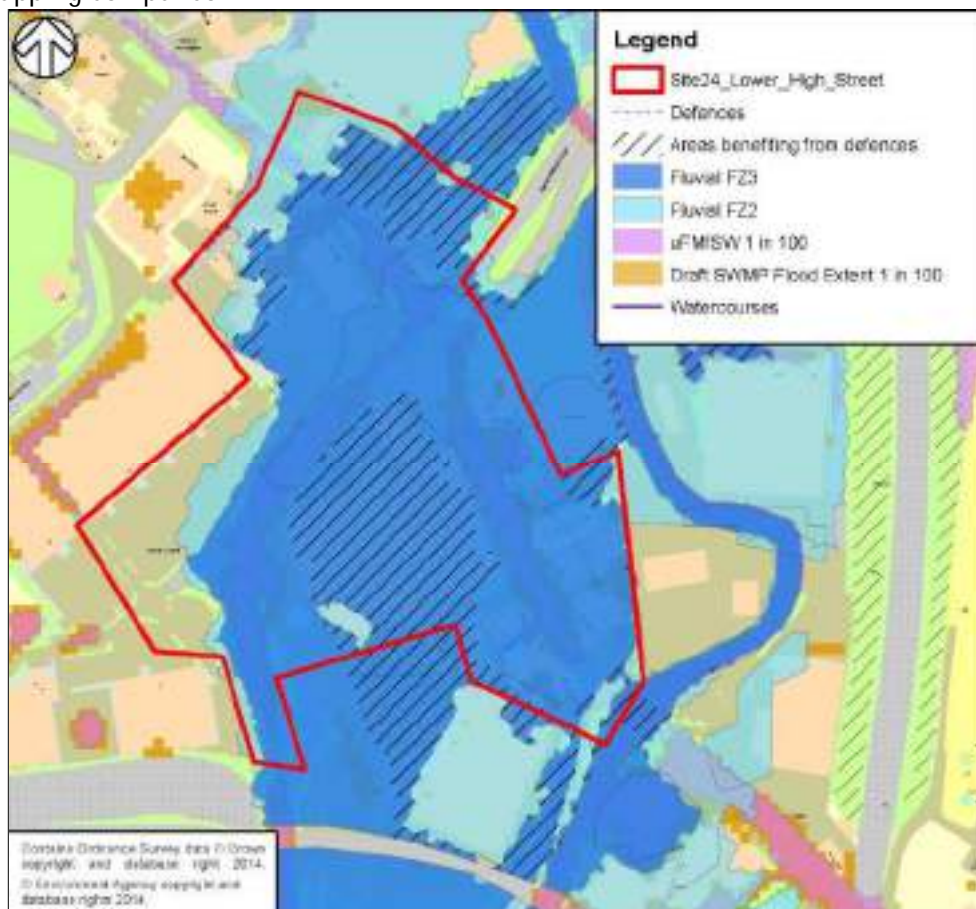 Legend
Site24_Lower_High_Street
Defences
Areas benefiting from defences
Fluvial FZ3
Fluvial FZ2
uFMfSW 1 in 100
Draft SWMP Flood Extent 1 in 100
Watercourses
Contains Ordnance Survey data © Crown
copyright and database right 2014.
© Environment Agency copyright and
database rights 2014.